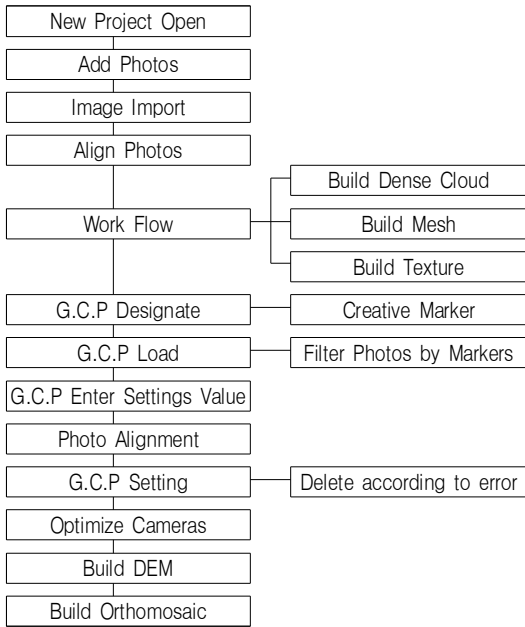 New Project Open
Add Photos
Image Import
Align Photos
Build Dense Cloud
Work Flow
Build Mesh
Build Texture
G.C.P Designate
Creative Marker
G.C.P Load
Filter Photos by Markers
G.C.P Enter Settings Value
Photo Alignment
G.C.P Setting
Delete according to error
Optimize Cameras
Build DEM
Build Orthomosaic